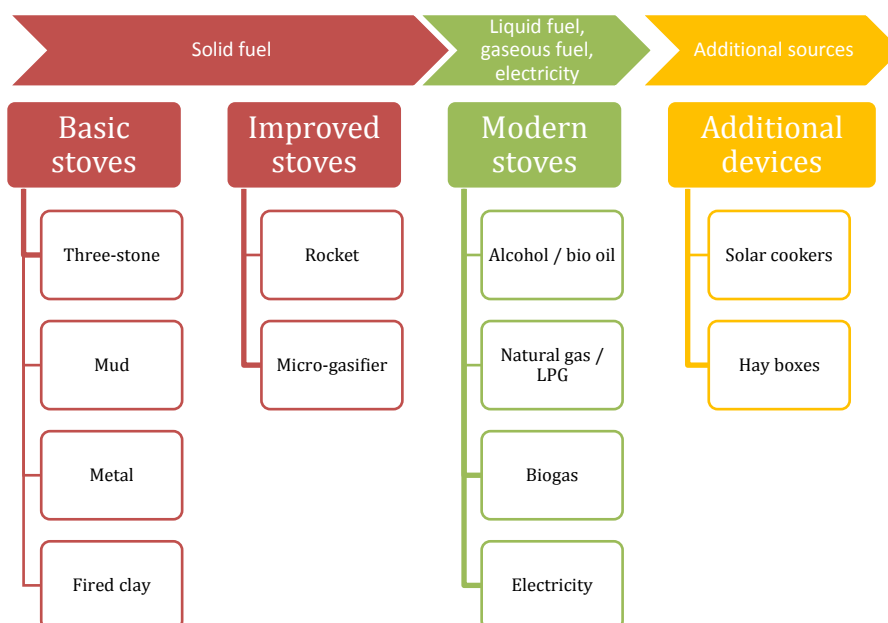 Solid fuel
Liquid fuel,
gaseous fuel,
electricity
Additional sources
Basic
stoves
Three-stone
Mud
Metal
Fired clay
Improved
stoves
Rocket
Micro-gasifier
Modern
stoves
Alcohol / bio oil
Natural gas /
LPG
Biogas
Electricity
Additional
devices
Solar cookers
Hay boxes